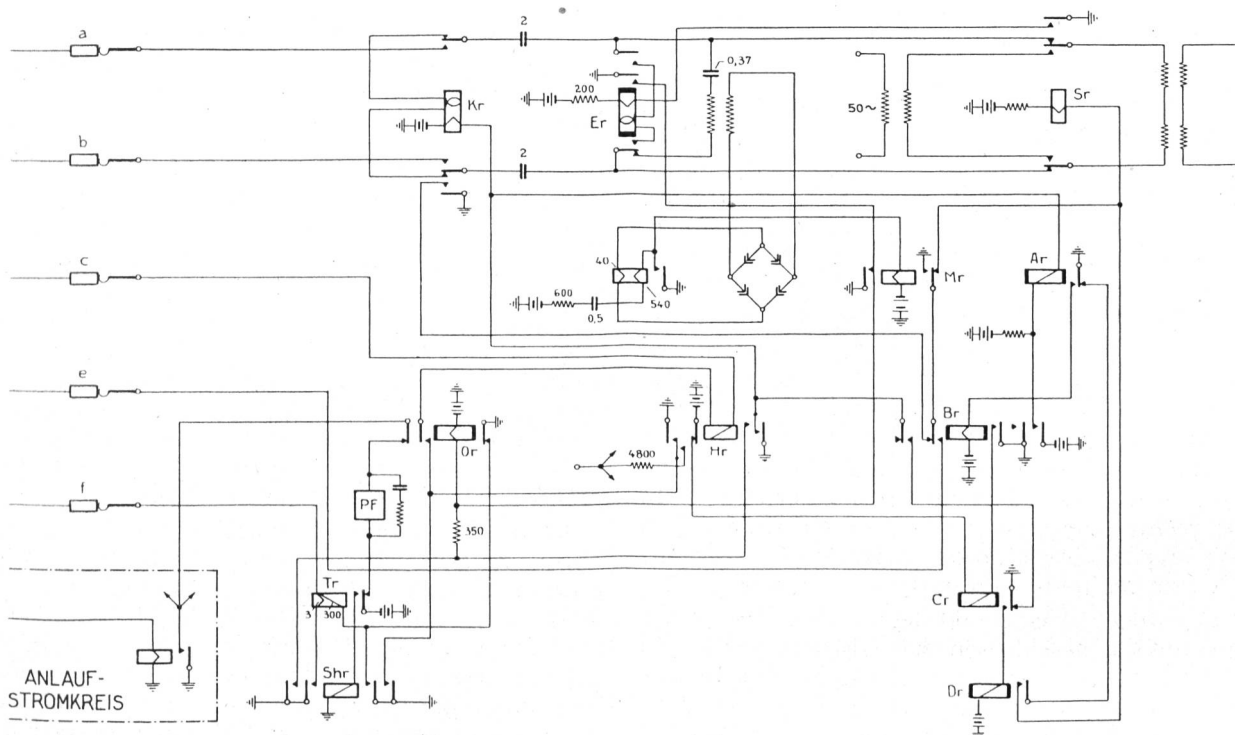 a
2
0,37
200
Kr
Er
50~
Sr
b
2
c
40
600
0,5
540
Mr
Ar
e
Or
Hr
Br
4800
f
PF
350
Tr
3
300
Cr
Shr
Dr
ANLAUF-
STROMKREIS